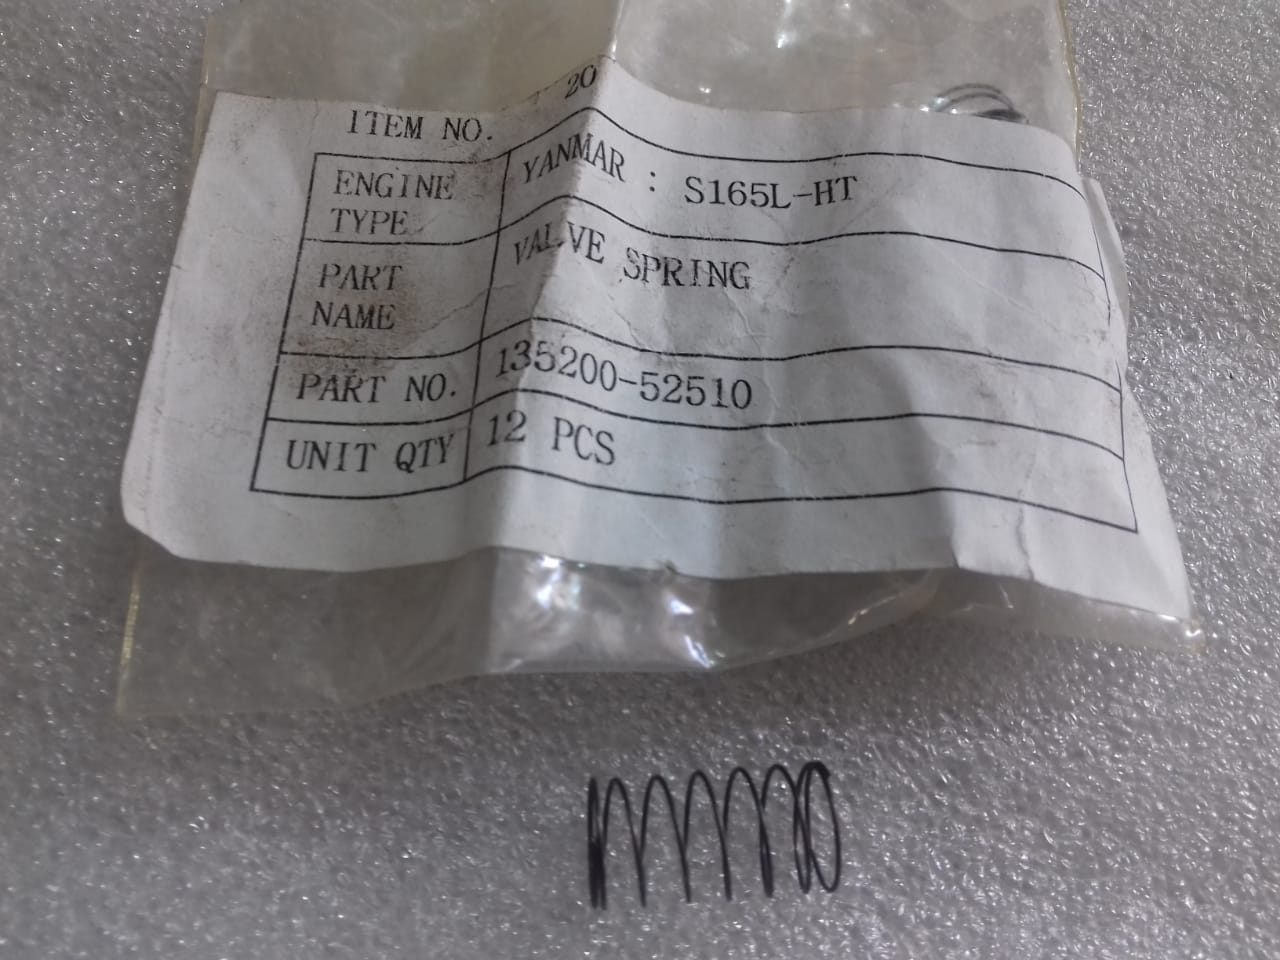 ITEM NO. 20
ENGINE TYPE YANMAR : S165L-HT
PART NAME VALVE SPRING
PART NO. 135200-52510
UNIT QTY 12 PCS